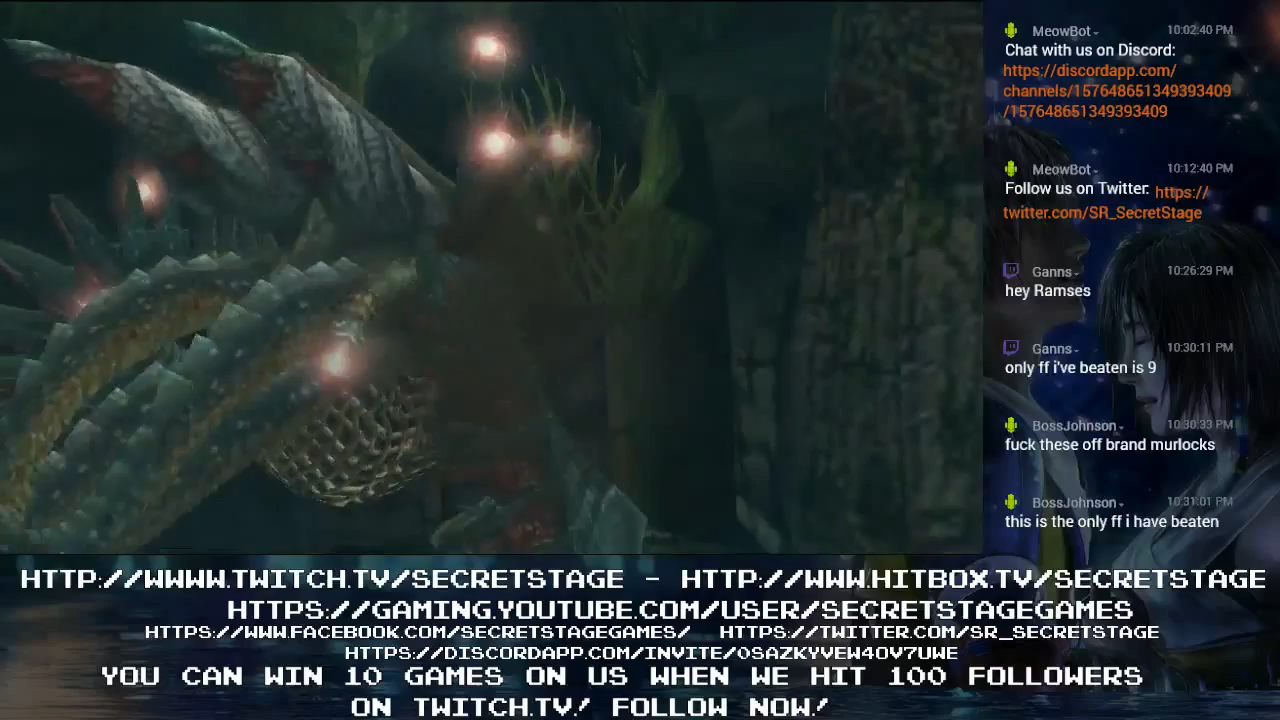 MeowBot
10:02:40 PM
Chat with us on Discord:
https://discordapp.com/
channels/157648651349393409
/157648651349393409
MeowBot
10:12:40 PM
Follow us on Twitter: https://
twitter.com/SR_SecretStage
Ganns
10:26:29 PM
hey Ramses
Ganns
10:30:11 PM
only ff i've beaten is 9
BossJohnson
10:30:33 PM
fuck these off brand murlocks
BossJohnson
10:31:01 PM
this is the only ff i have beaten
HTTP://WWWW.TWITCH.TV/SECRETSTAGE - HTTP://WWW.HITBOX.TV/SECRETSTAGE
HTTPS://GAMING.YOUTUBE.COM/USER/SECRETSTAGEGAMES
HTTPS://WWW.FACEBOOK.COM/SECRETSTAGEGAMES/ HTTPS://TWITTER.COM/SR_SECRETSTAGE
HTTPS://DISCORDAPP.COM/INVITE/0SAZKYVEW4OV7UWE
YOU CAN WIN 10 GAMES ON US WHEN WE HIT 100 FOLLOWERS
ON TWITCH.TV! FOLLOW NOW!